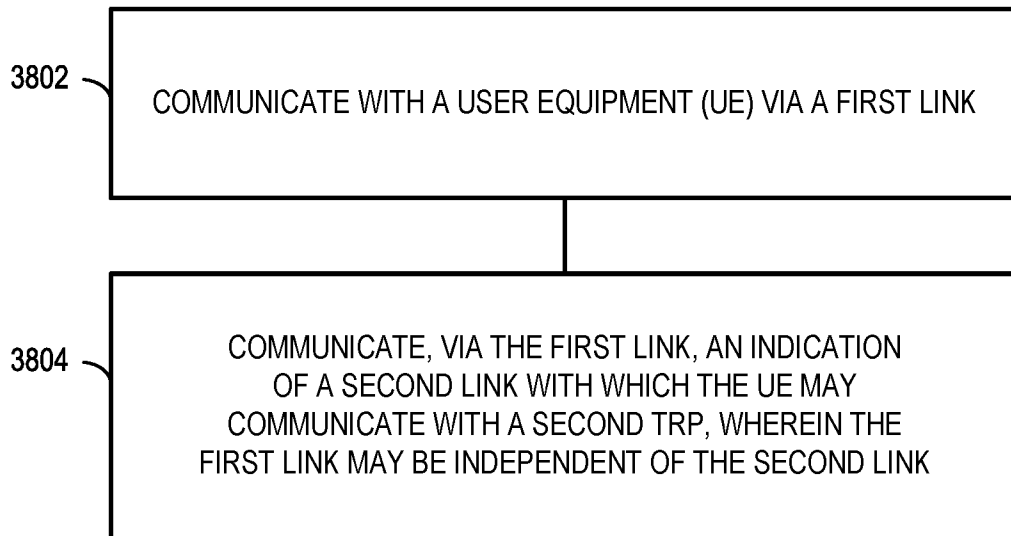 3802
COMMUNICATE WITH A USER EQUIPMENT (UE) VIA A FIRST LINK
3804
COMMUNICATE, VIA THE FIRST LINK, AN INDICATION
OF A SECOND LINK WITH WHICH THE UE MAY
COMMUNICATE WITH A SECOND TRP, WHEREIN THE
FIRST LINK MAY BE INDEPENDENT OF THE SECOND LINK